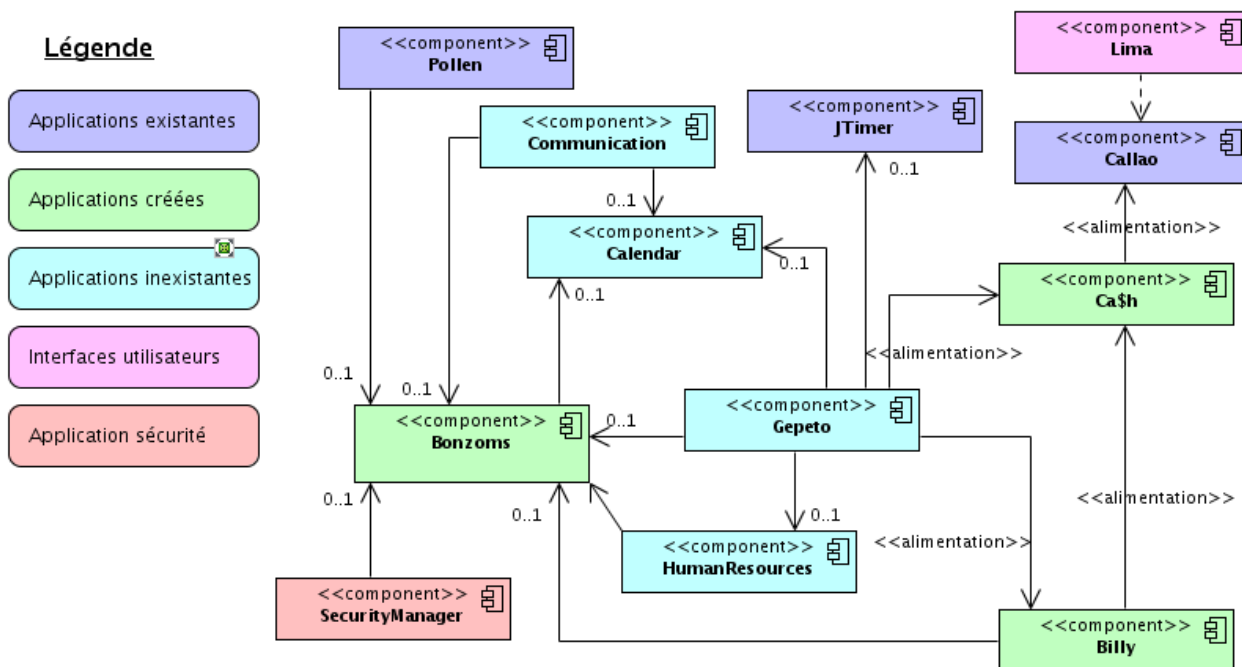 Légende
Applications existantes
Applications créées
Applications inexistantes
Interfaces utilisateurs
Application sécurité
<<component>>
Pollen
<<component>>
Lima
<<component>>
Communication
<<component>>
JTimer
<<component>>
Callao
0..1
0..1
<<component>>
Calendar
<<alimentation>>
0..1
0..1
<<component>>
Ca$h
<<alimentation>>
0..1
0..1
<<component>>
Bonzoms
0..1
<<component>>
Gepeto
0..1
0..1
0..1
<<alimentation>>
<<alimentation>>
<<component>>
HumanResources
<<component>>
SecurityManager
<<component>>
Billy